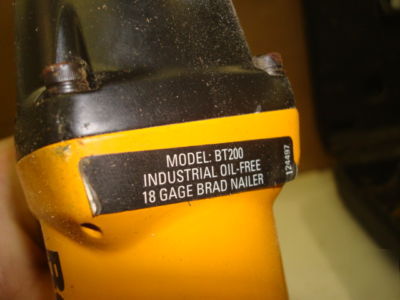 MODEL: BT200
INDUSTRIAL OIL-FREE
18 GAGE BRAD NAILER
124497